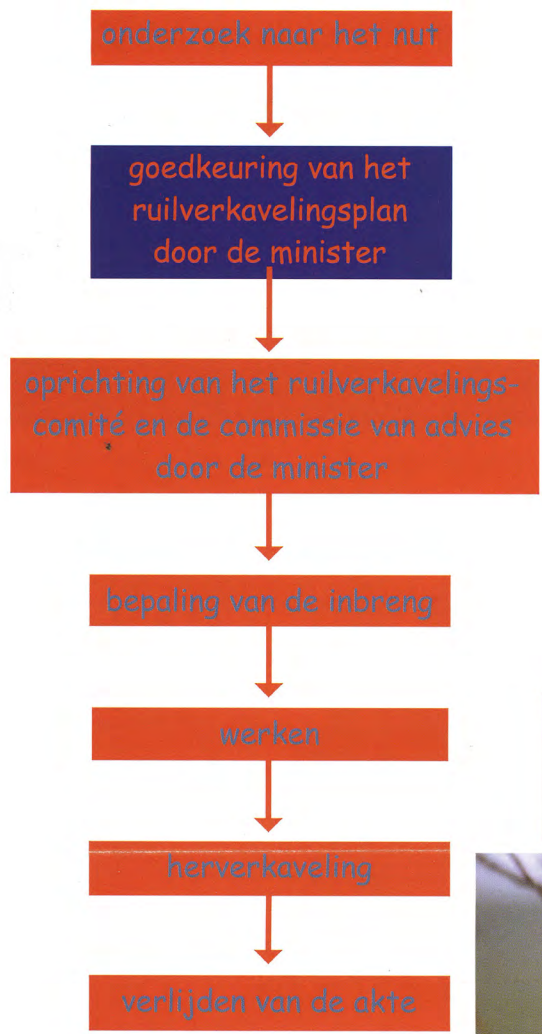 onderzoek naar het nut
goedkeuring van het
ruilverkavelingsplan
door de minister
oprichting van het ruilverkavelings-
comité en de commissie van advies
door de minister
bepaling van de inbreng
werken
herverkaveling
verlijden van de akte